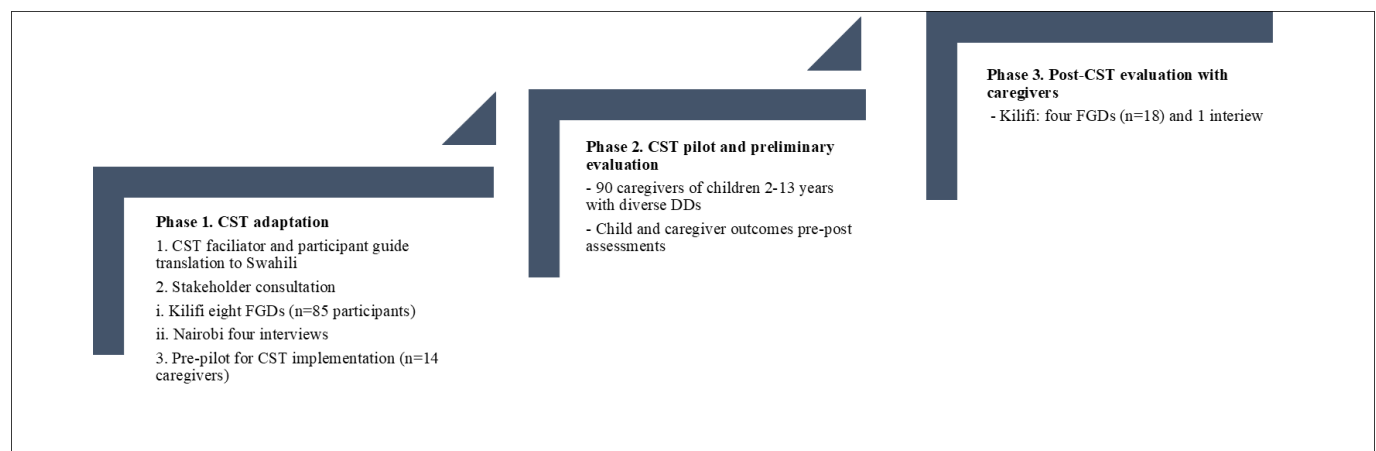 Phase 1. CST adaptation
1. CST faciliator and participant guide
translation to Swahili
2. Stakeholder consultation
i. Kilifi eight FGDs (n=85 participants)
ii. Nairobi four interviews
3. Pre-pilot for CST implementation (n=14
caregivers)
Phase 2. CST pilot and preliminary
evaluation
- 90 caregivers of children 2-13 years
with diverse DDs
- Child and caregiver outcomes pre-post
assessments
Phase 3. Post-CST evaluation with
caregivers
- Kilifi: four FGDs (n=18) and 1 interiew